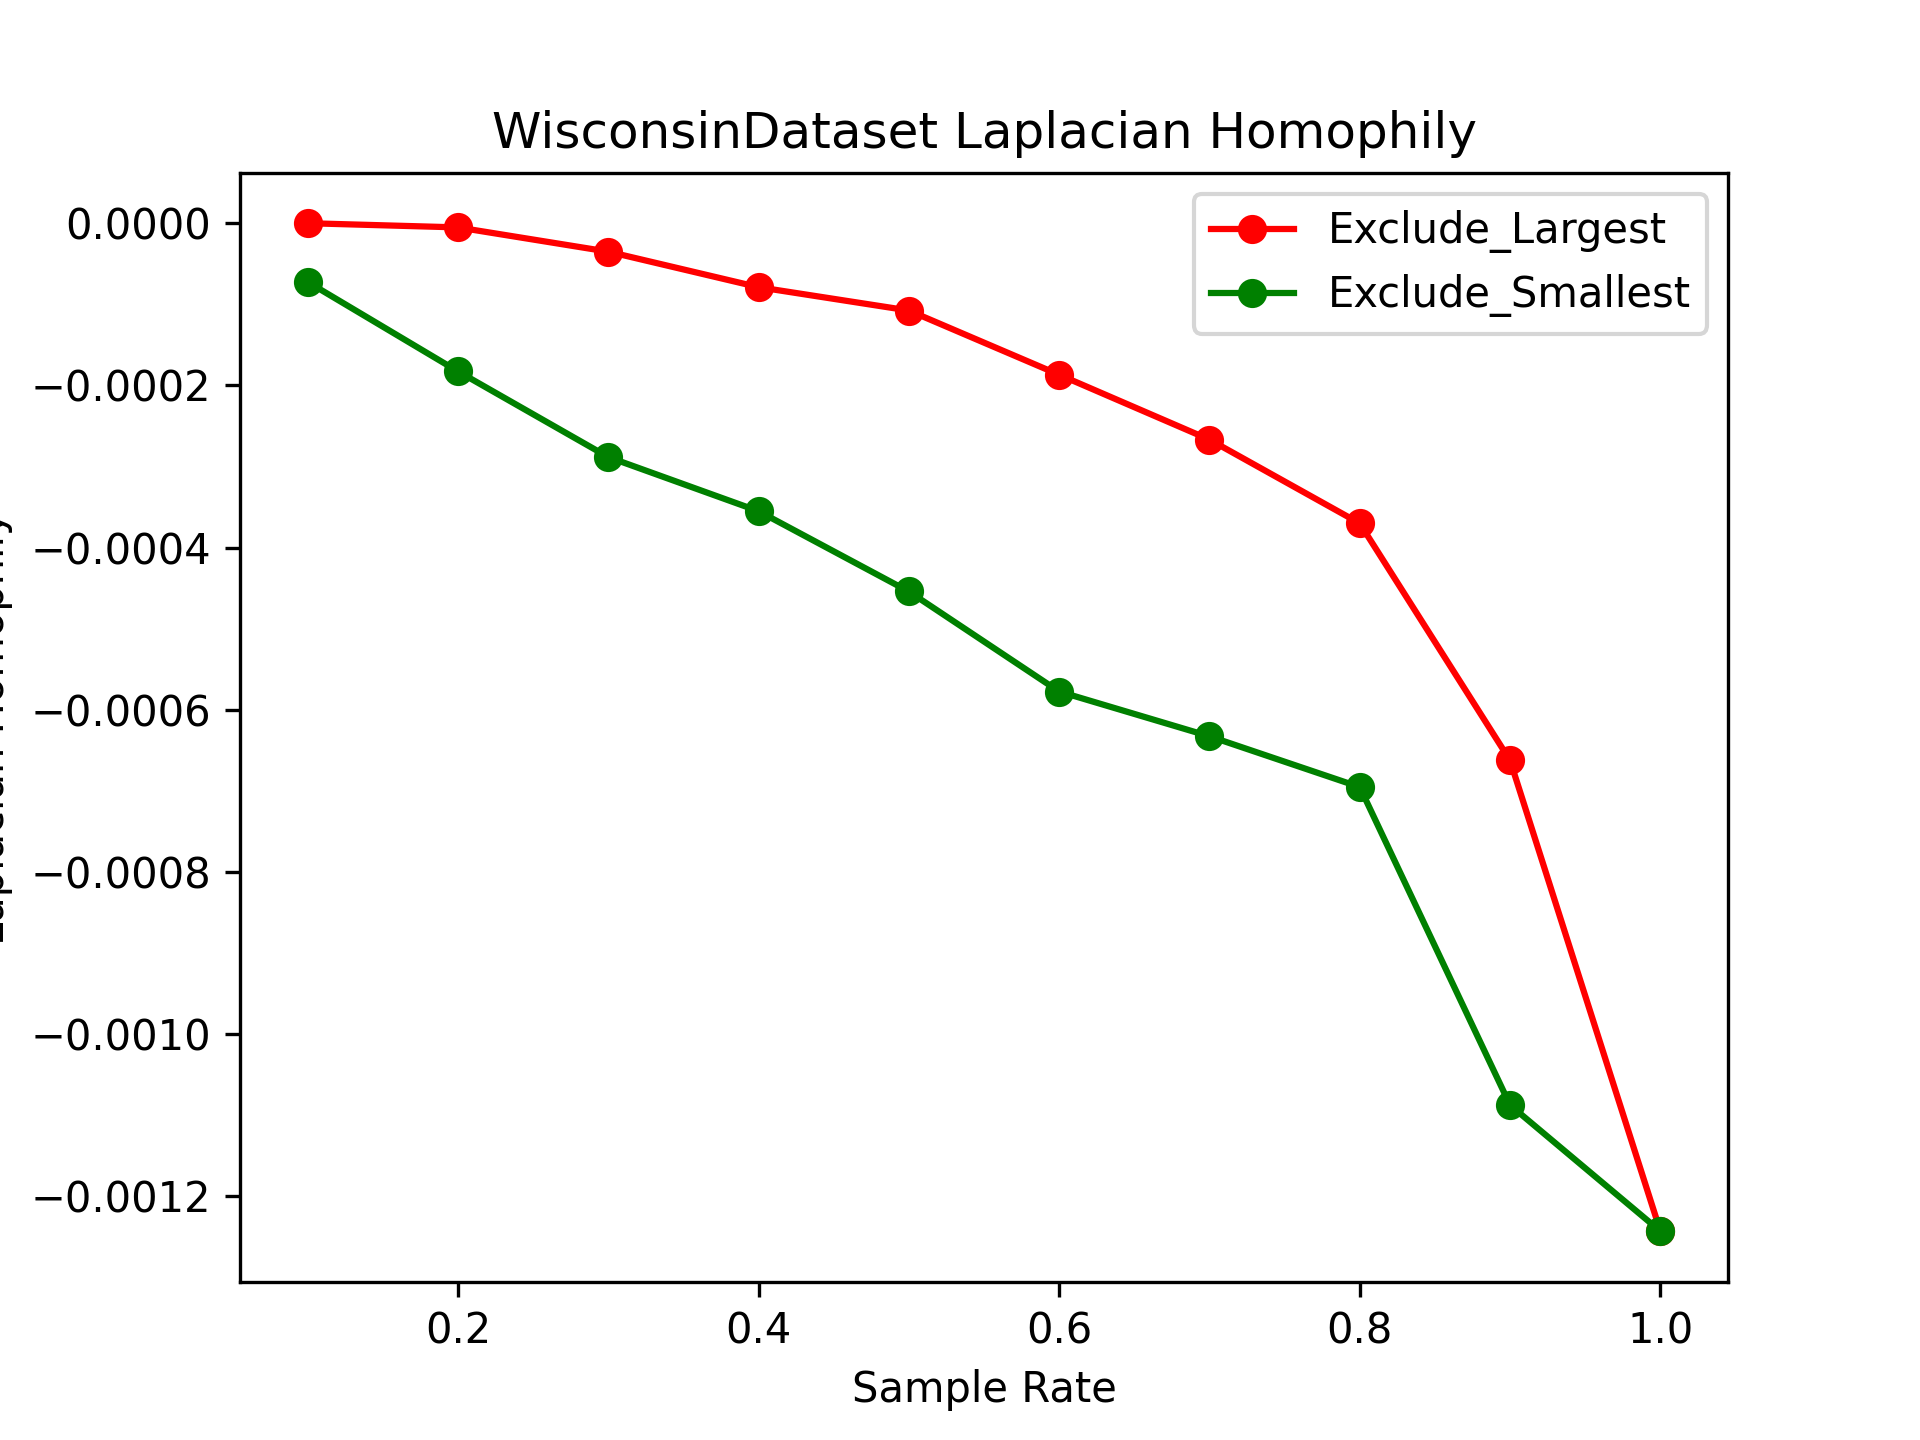 WisconsinDataset Laplacian Homophily
Exclude_Largest
Exclude_Smallest
0.0000
−0.0002
−0.0004
−0.0006
−0.0008
−0.0010
−0.0012
0.2 0.4 0.6 0.8 1.0
Sample Rate